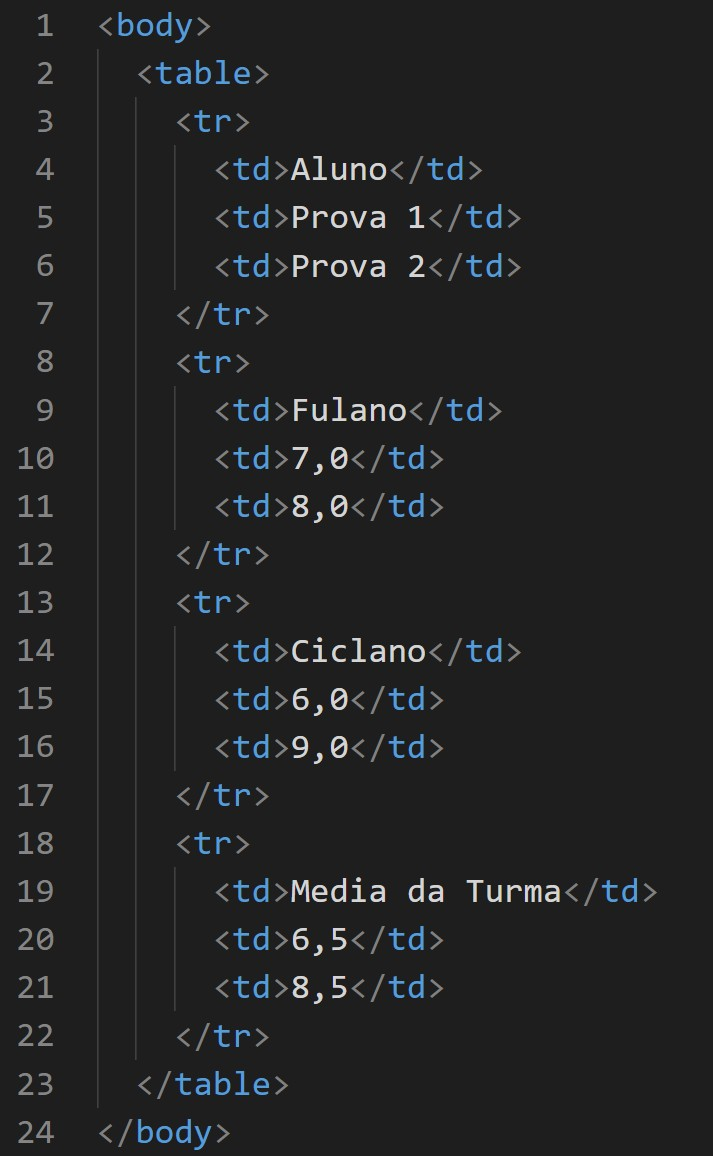 1 <body>
2 <table>
3 <tr>
4 <td>Aluno</td>
5 <td>Prova 1</td>
6 <td>Prova 2</td>
7 </tr>
8 <tr>
9 <td>Fulano</td>
10 <td>7,0</td>
11 <td>8,0</td>
12 </tr>
13 <tr>
14 <td>Ciclano</td>
15 <td>6,0</td>
16 <td>9,0</td>
17 </tr>
18 <tr>
19 <td>Media da Turma</td>
20 <td>6,5</td>
21 <td>8,5</td>
22 </tr>
23 </table>
24 </body>